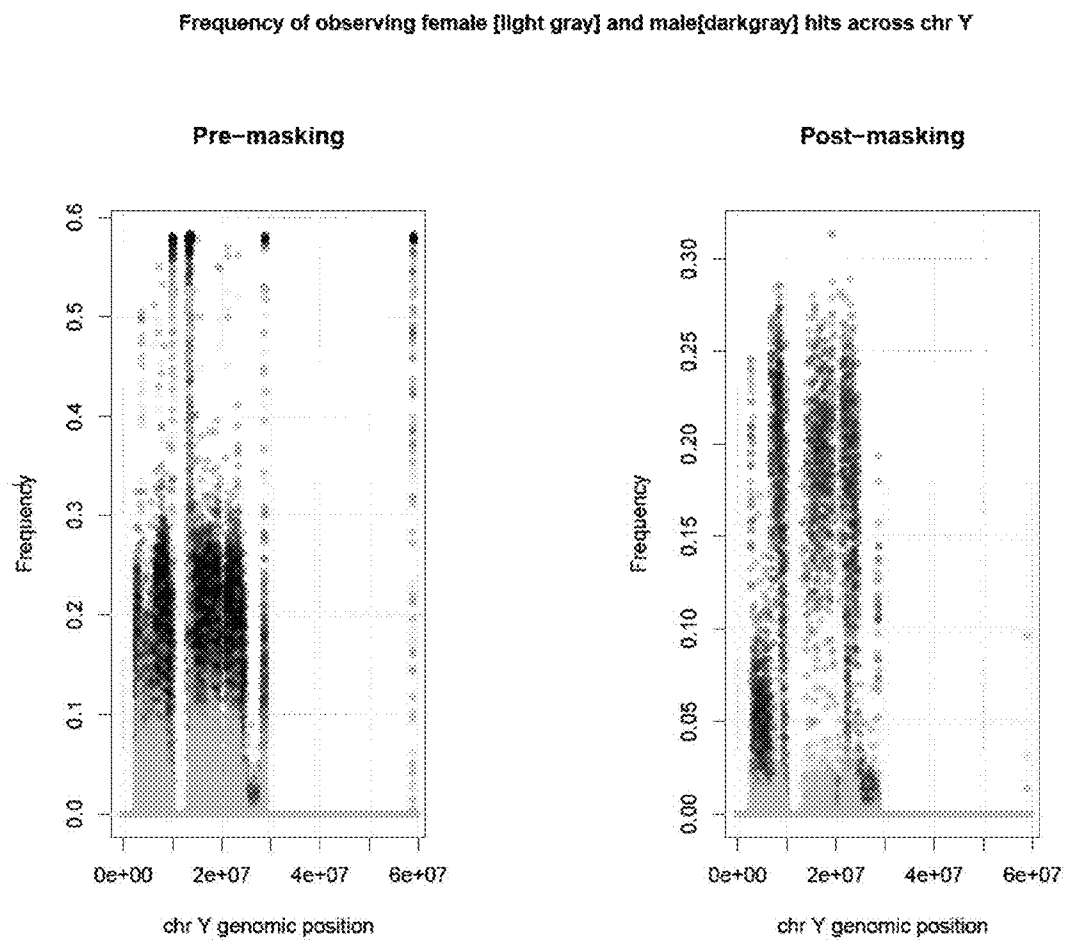 Frequency of observing female [light gray] and male[darkgray] hits across chr Y
Pre-masking
Post-masking
Frequency
0.6
0.5
0.4
0.3
0.2
0.1
0.0
0e+00
2e+07
4e+07
6e+07
chr Y genomic position
Frequency
0.30
0.25
0.20
0.15
0.10
0.05
0.00
0e+00
2e+07
4e+07
6e+07
chr Y genomic position